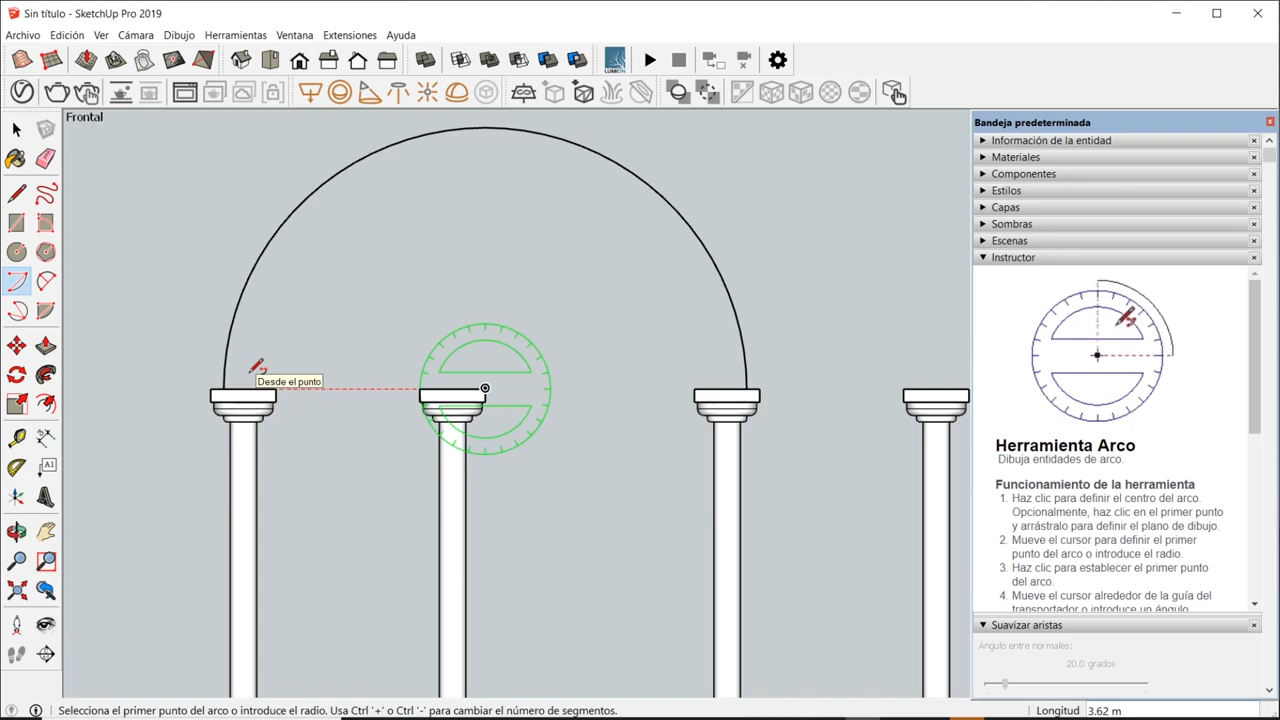 Sin título - SketchUp Pro 2019
Archivo Edición Ver Cámara Dibujo Herramientas Ventana Extensiones Ayuda
LUMION
Frontal
Desde el punto
A1
Bandeja predeterminada
Información de la entidad
Materiales
Componentes
Estilos
Capas
Sombras
Escenas
Instructor
Herramienta Arco
Dibuja entidades de arco.
Funcionamiento de la herramienta
1. Haz clic para definir el centro del arco.
Opcionalmente, haz clic en el primer punto
y arrástralo para definir el plano de dibujo.
2. Mueve el cursor para definir el primer
punto del arco o introduce el radio.
3. Haz clic para establecer el primer punto
del arco.
4. Mueve el cursor alrededor de la guía del
transportador o introduce un ángulo
Suavizar aristas
Ángulo entre normales:
20.0 grados
Selecciona el primer punto del arco o introduce el radio. Usa Ctrl '+' o Ctrl '-' para cambiar el número de segmentos.
Longitud 3.62 m